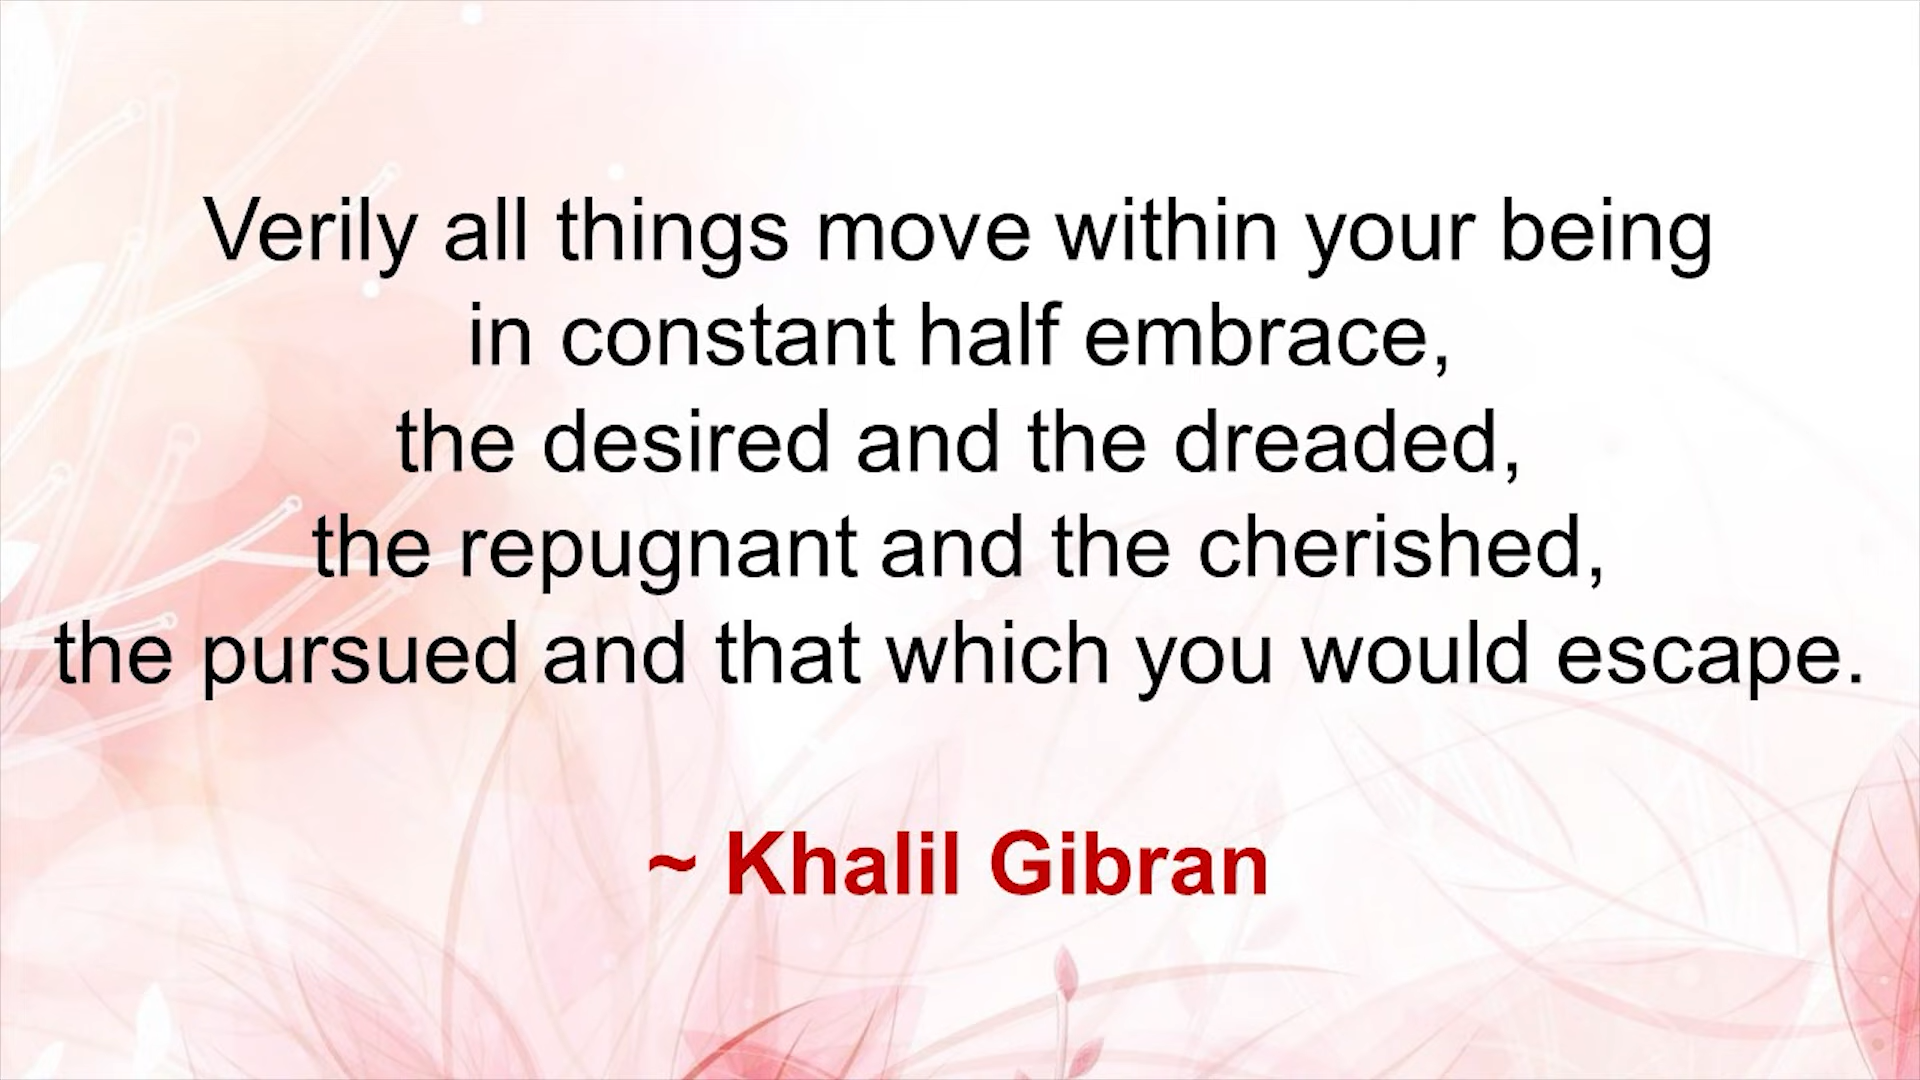 Verily all things move within your being
in constant half embrace,
the desired and the dreaded,
the repugnant and the cherished,
the pursued and that which you would escape.
~ Khalil Gibran